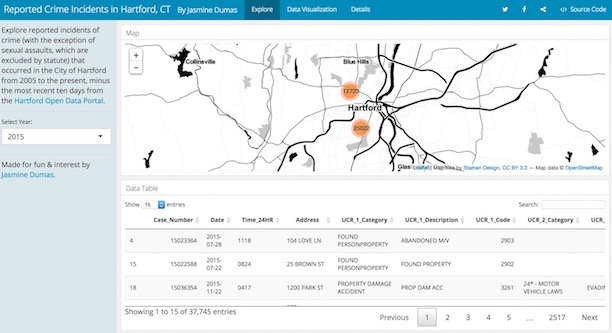 Reported Crime Incidents in Hartford, CT By Jasmine Dumas Explore Data Visualization Details </> Source Code
Explore reported incidents of
crime (with the exception of
sexual assaults, which are
excluded by statute) that
occurred in the City of Hartford
from 2005 to the present, minus
the most recent ten days from
the Hartford Open Data Portal.
Select Year:
2015
Made for fun & interest by
Jasmine Dumas.
Map
+
−
Collinsville
Blue Hills
12723
Hartford
25022
Glas
Leaflet | Map tiles by Stamen Design, CC BY 3.0 — Map data © OpenStreetMap
Data Table
Show 15 entries Search:
Case_Number Date Time_24HR Address UCR_1_Category UCR_1_Description UCR_1_Code UCR_2_Category UCR_
4 15023364 2015-07-28 1118 104 LOVE LN FOUND PERSONPROPERTY ABANDONED M/V 2903
15 15022588 2015-07-22 0824 25 BROWN ST FOUND PERSONPROPERTY FOUND PROPERTY 2902
18 15036354 2015-11-22 0417 1200 PARK ST PROPERTY DAMAGE ACCIDENT PROP DAM ACC 3261 24* - MOTOR VEHICLE LAWS EVADIN
Showing 1 to 15 of 37,745 entries
Previous 1 2 3 4 5 ... 2517 Next